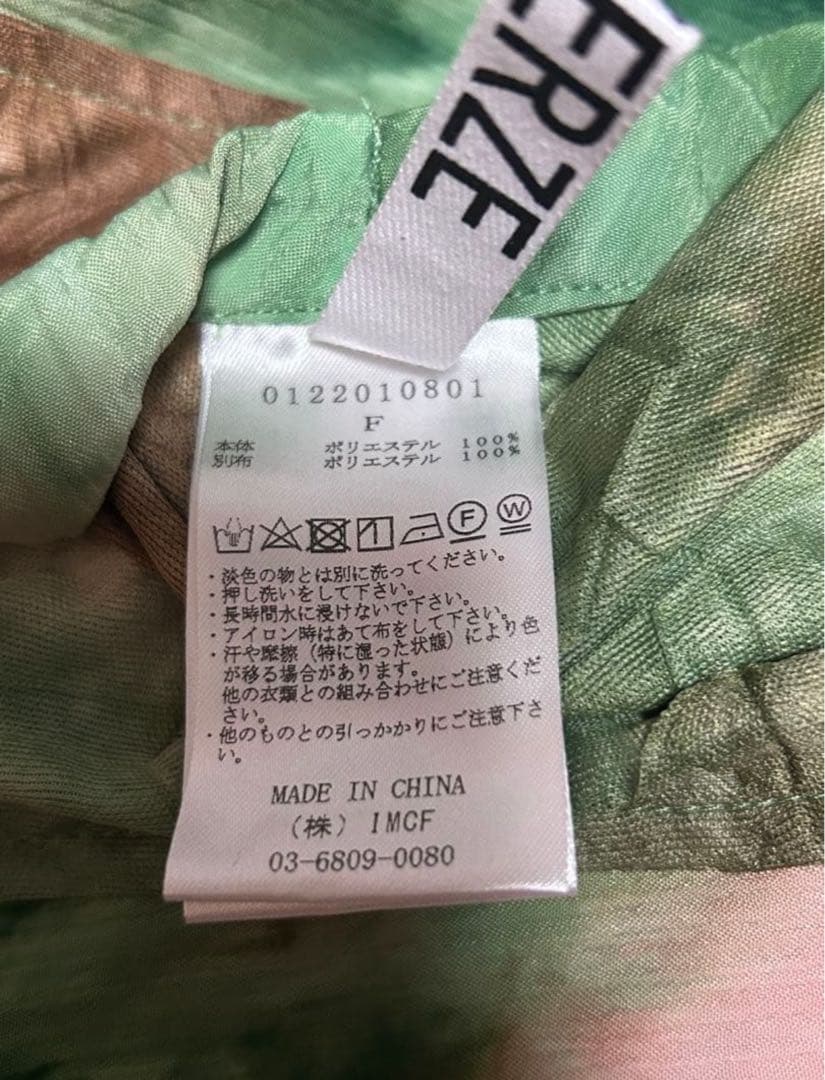 ERZE
0122010801
F
本体 ポリエステル 100%
別布 ポリエステル 100%
F W
・淡色の物とは別に洗ってください。
・押し洗いをして下さい。
・長時間水に浸けないで下さい。
・アイロン時はあて布をして下さい。
・汗や摩擦（特に湿った状態）により色
が移る場合があります。
他の衣類との組み合わせにご注意くだ
さい。
・他のものとの引っかかりにご注意下さ
い。
MADE IN CHINA
（株）IMCF
03-6809-0080